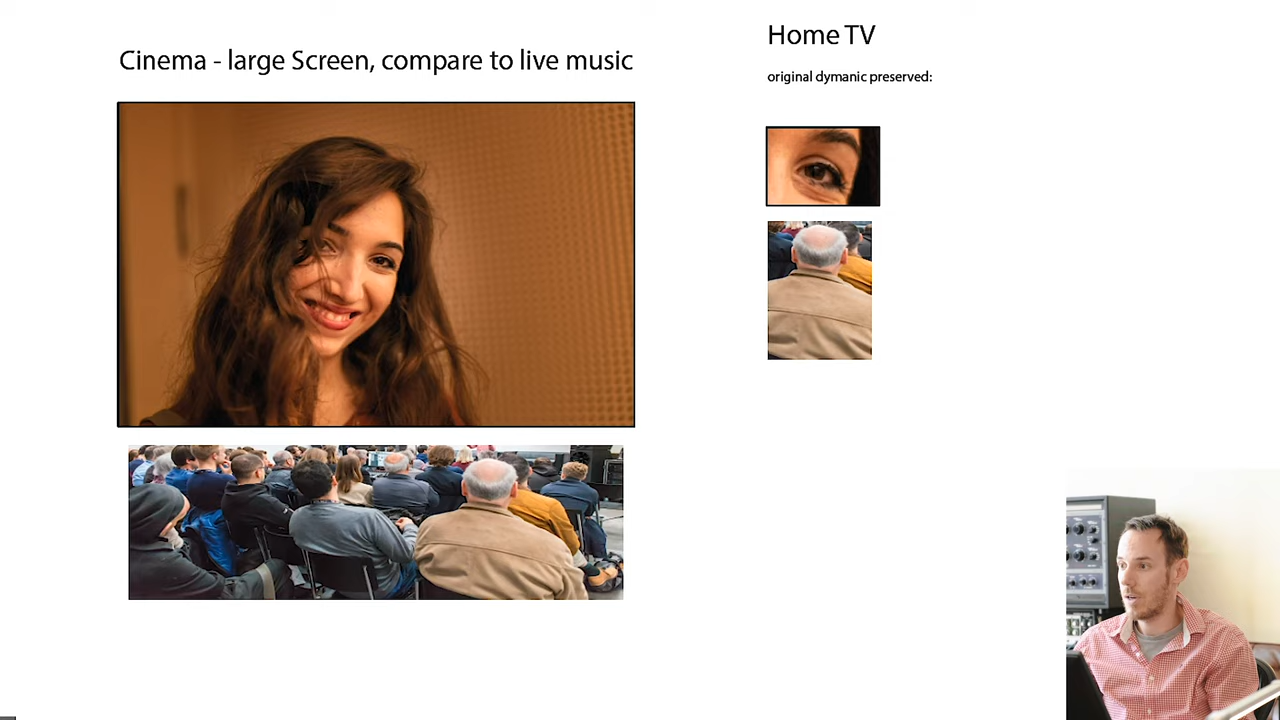 Cinema - large Screen, compare to live music
Home TV
original dymanic preserved: